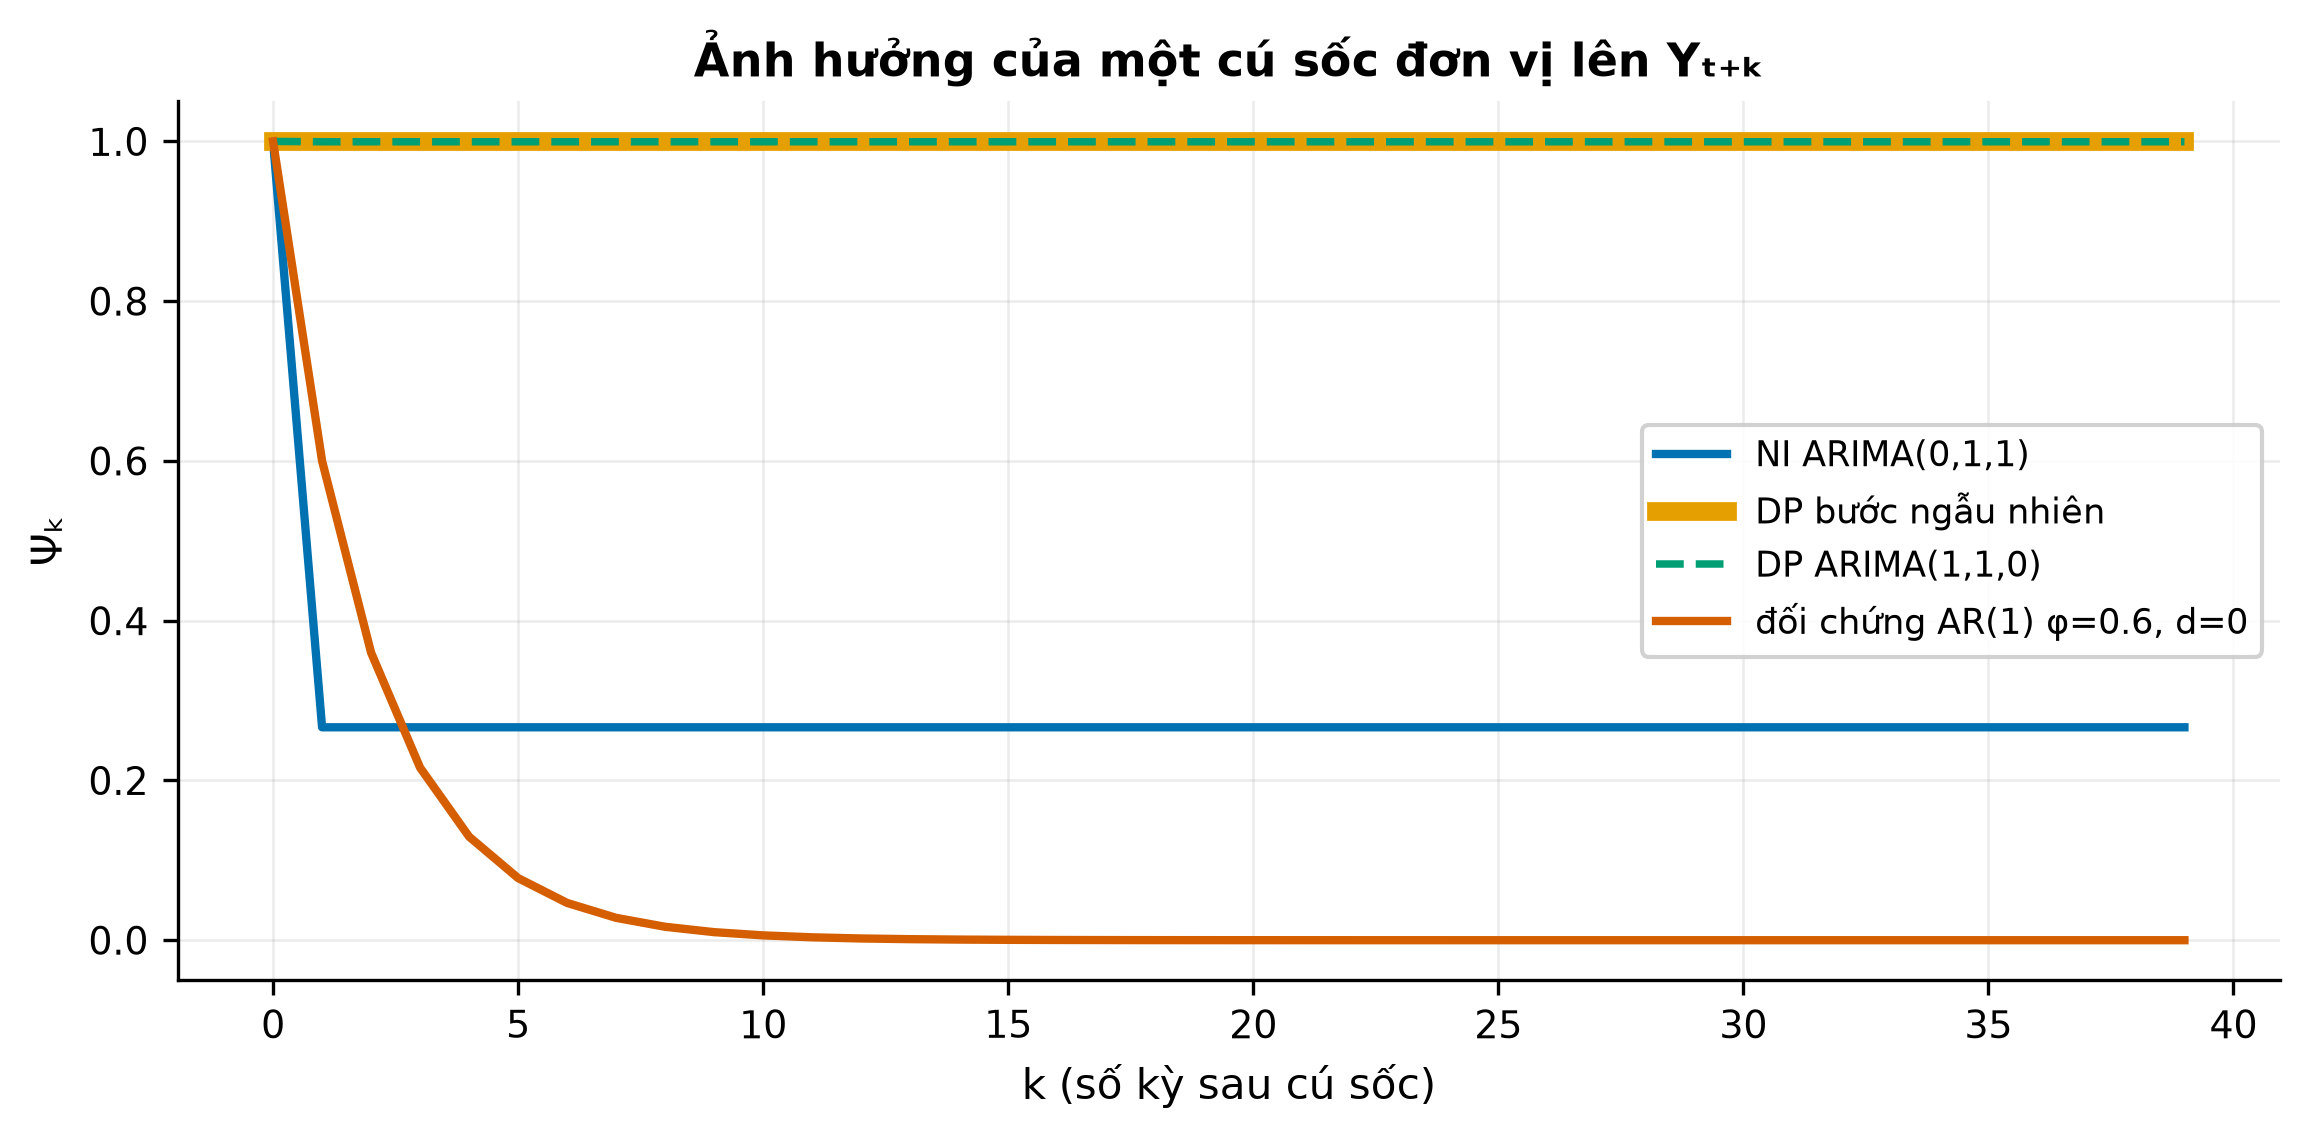 Ảnh hưởng của một cú sốc đơn vị lên Yₜ₊ₖ
Ψₖ
1.0
0.8
0.6
0.4
0.2
0.0
NI ARIMA(0,1,1)
DP bước ngẫu nhiên
DP ARIMA(1,1,0)
đối chứng AR(1) φ=0.6, d=0
0 5 10 15 20 25 30 35 40
k (số kỳ sau cú sốc)